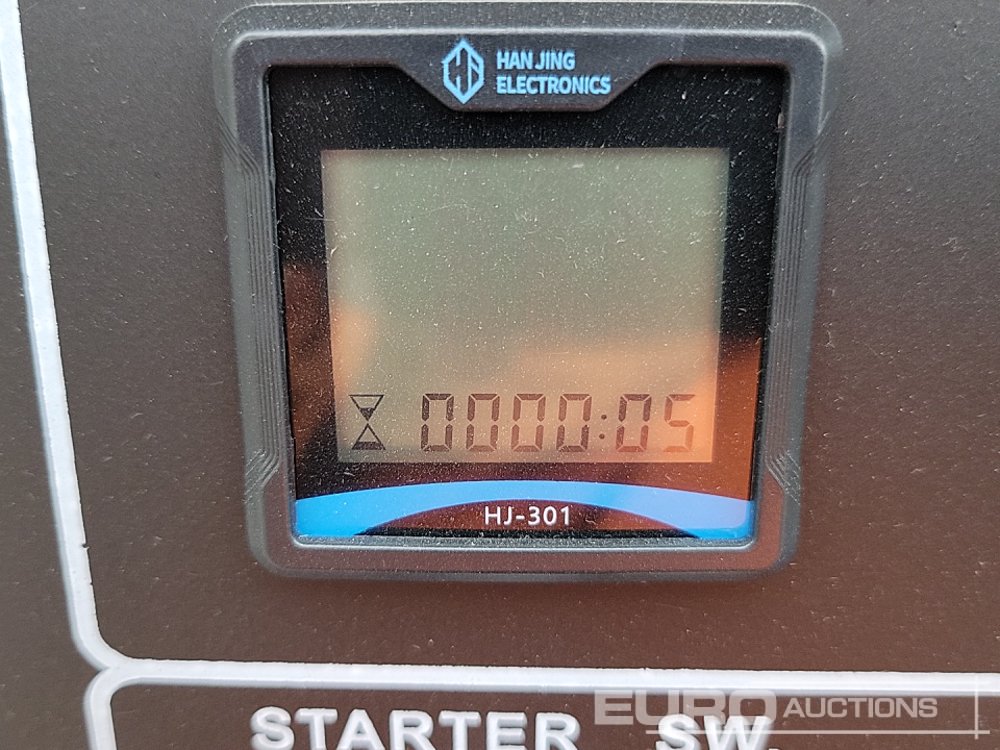 HAN JING
ELECTRONICS
0000:05
HJ-301
STARTER SW.
EURO AUCTIONS